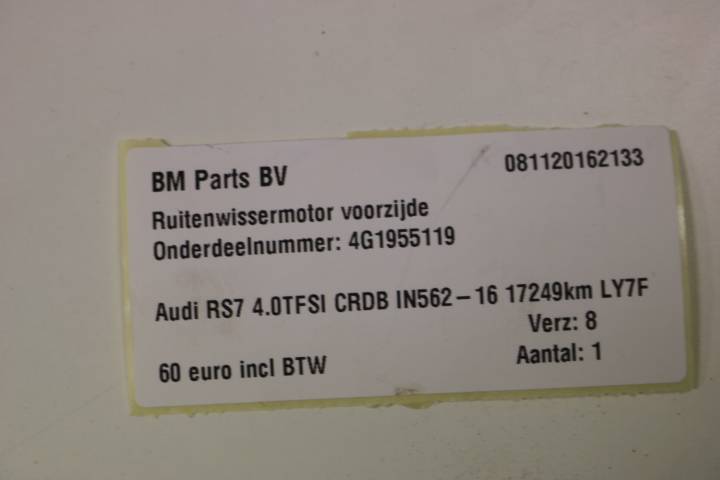 BM Parts BV 081120162133
Ruitenwissermotor voorzijde
Onderdeelnummer: 4G1955119
Audi RS7 4.0TFSI CRDB IN562-16 17249km LY7F
Verz: 8
60 euro incl BTW Aantal: 1